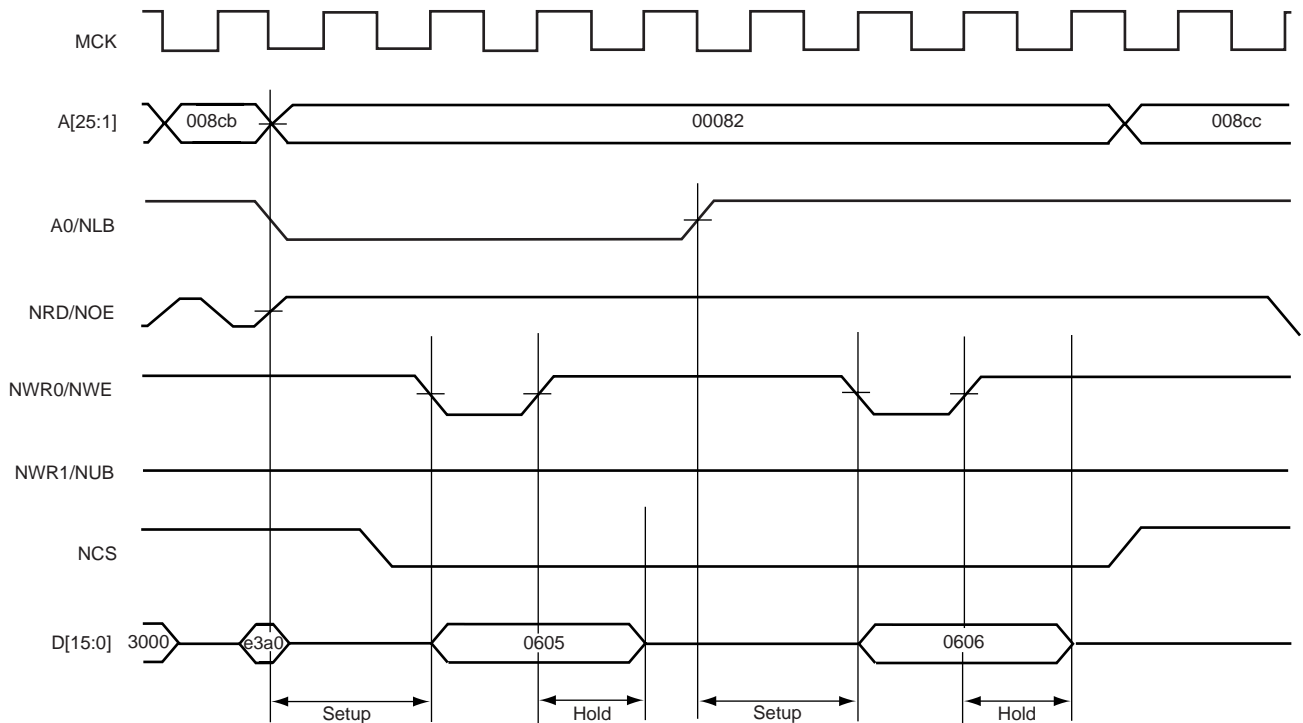 MCK
A[25:1] 008cb 00082 008cc
A0/NLB
NRD/NOE
NWR0/NWE
NWR1/NUB
NCS
D[15:0] 3000 e3a0 0605 0606
Setup Hold Setup Hold